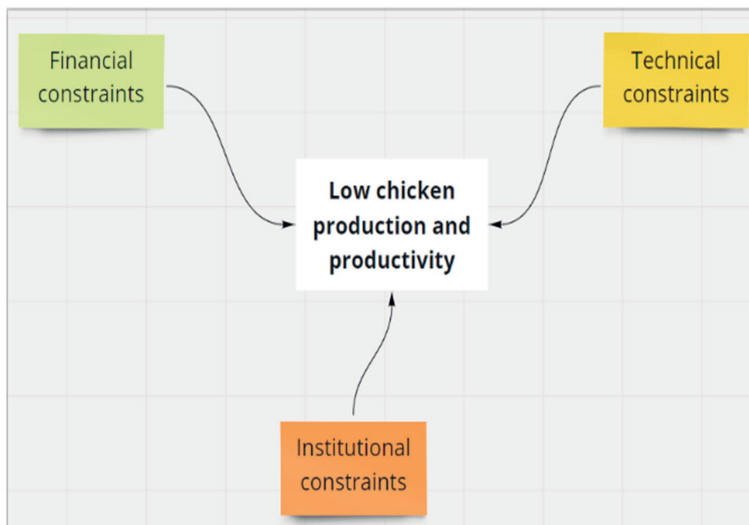 Financial
constraints
Technical
constraints
Low chicken
production and
productivity
Institutional
constraints